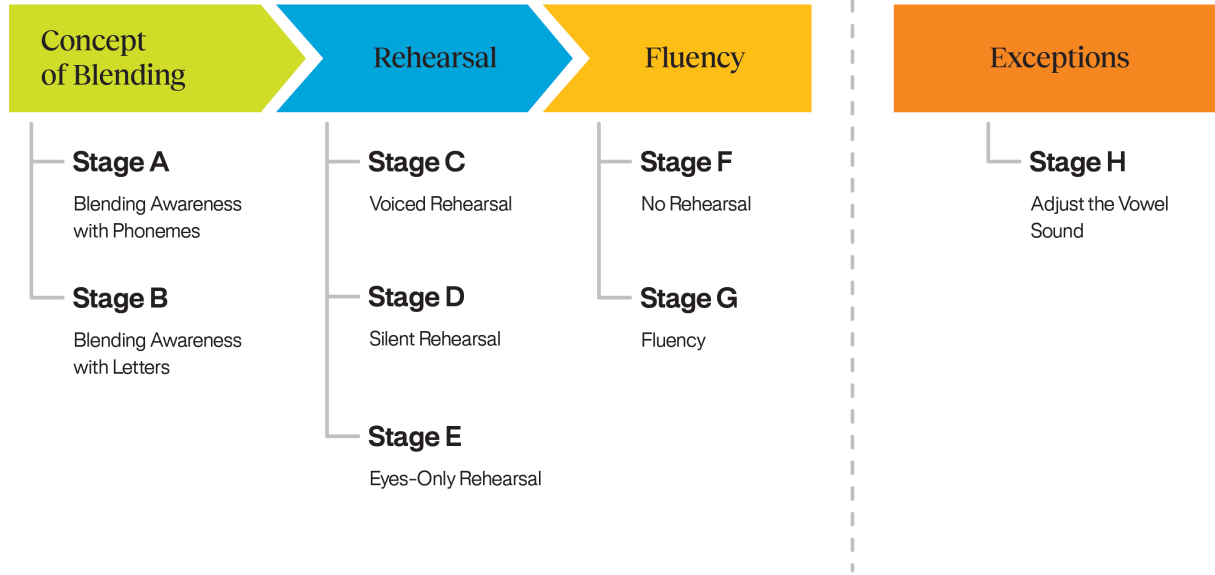 Concept
of Blending
Stage A
Blending Awareness
with Phonemes
Stage B
Blending Awareness
with Letters
Rehearsal
Stage C
Voiced Rehearsal
Stage D
Silent Rehearsal
Stage E
Eyes-Only Rehearsal
Fluency
Stage F
No Rehearsal
Stage G
Fluency
Exceptions
Stage H
Adjust the Vowel
Sound